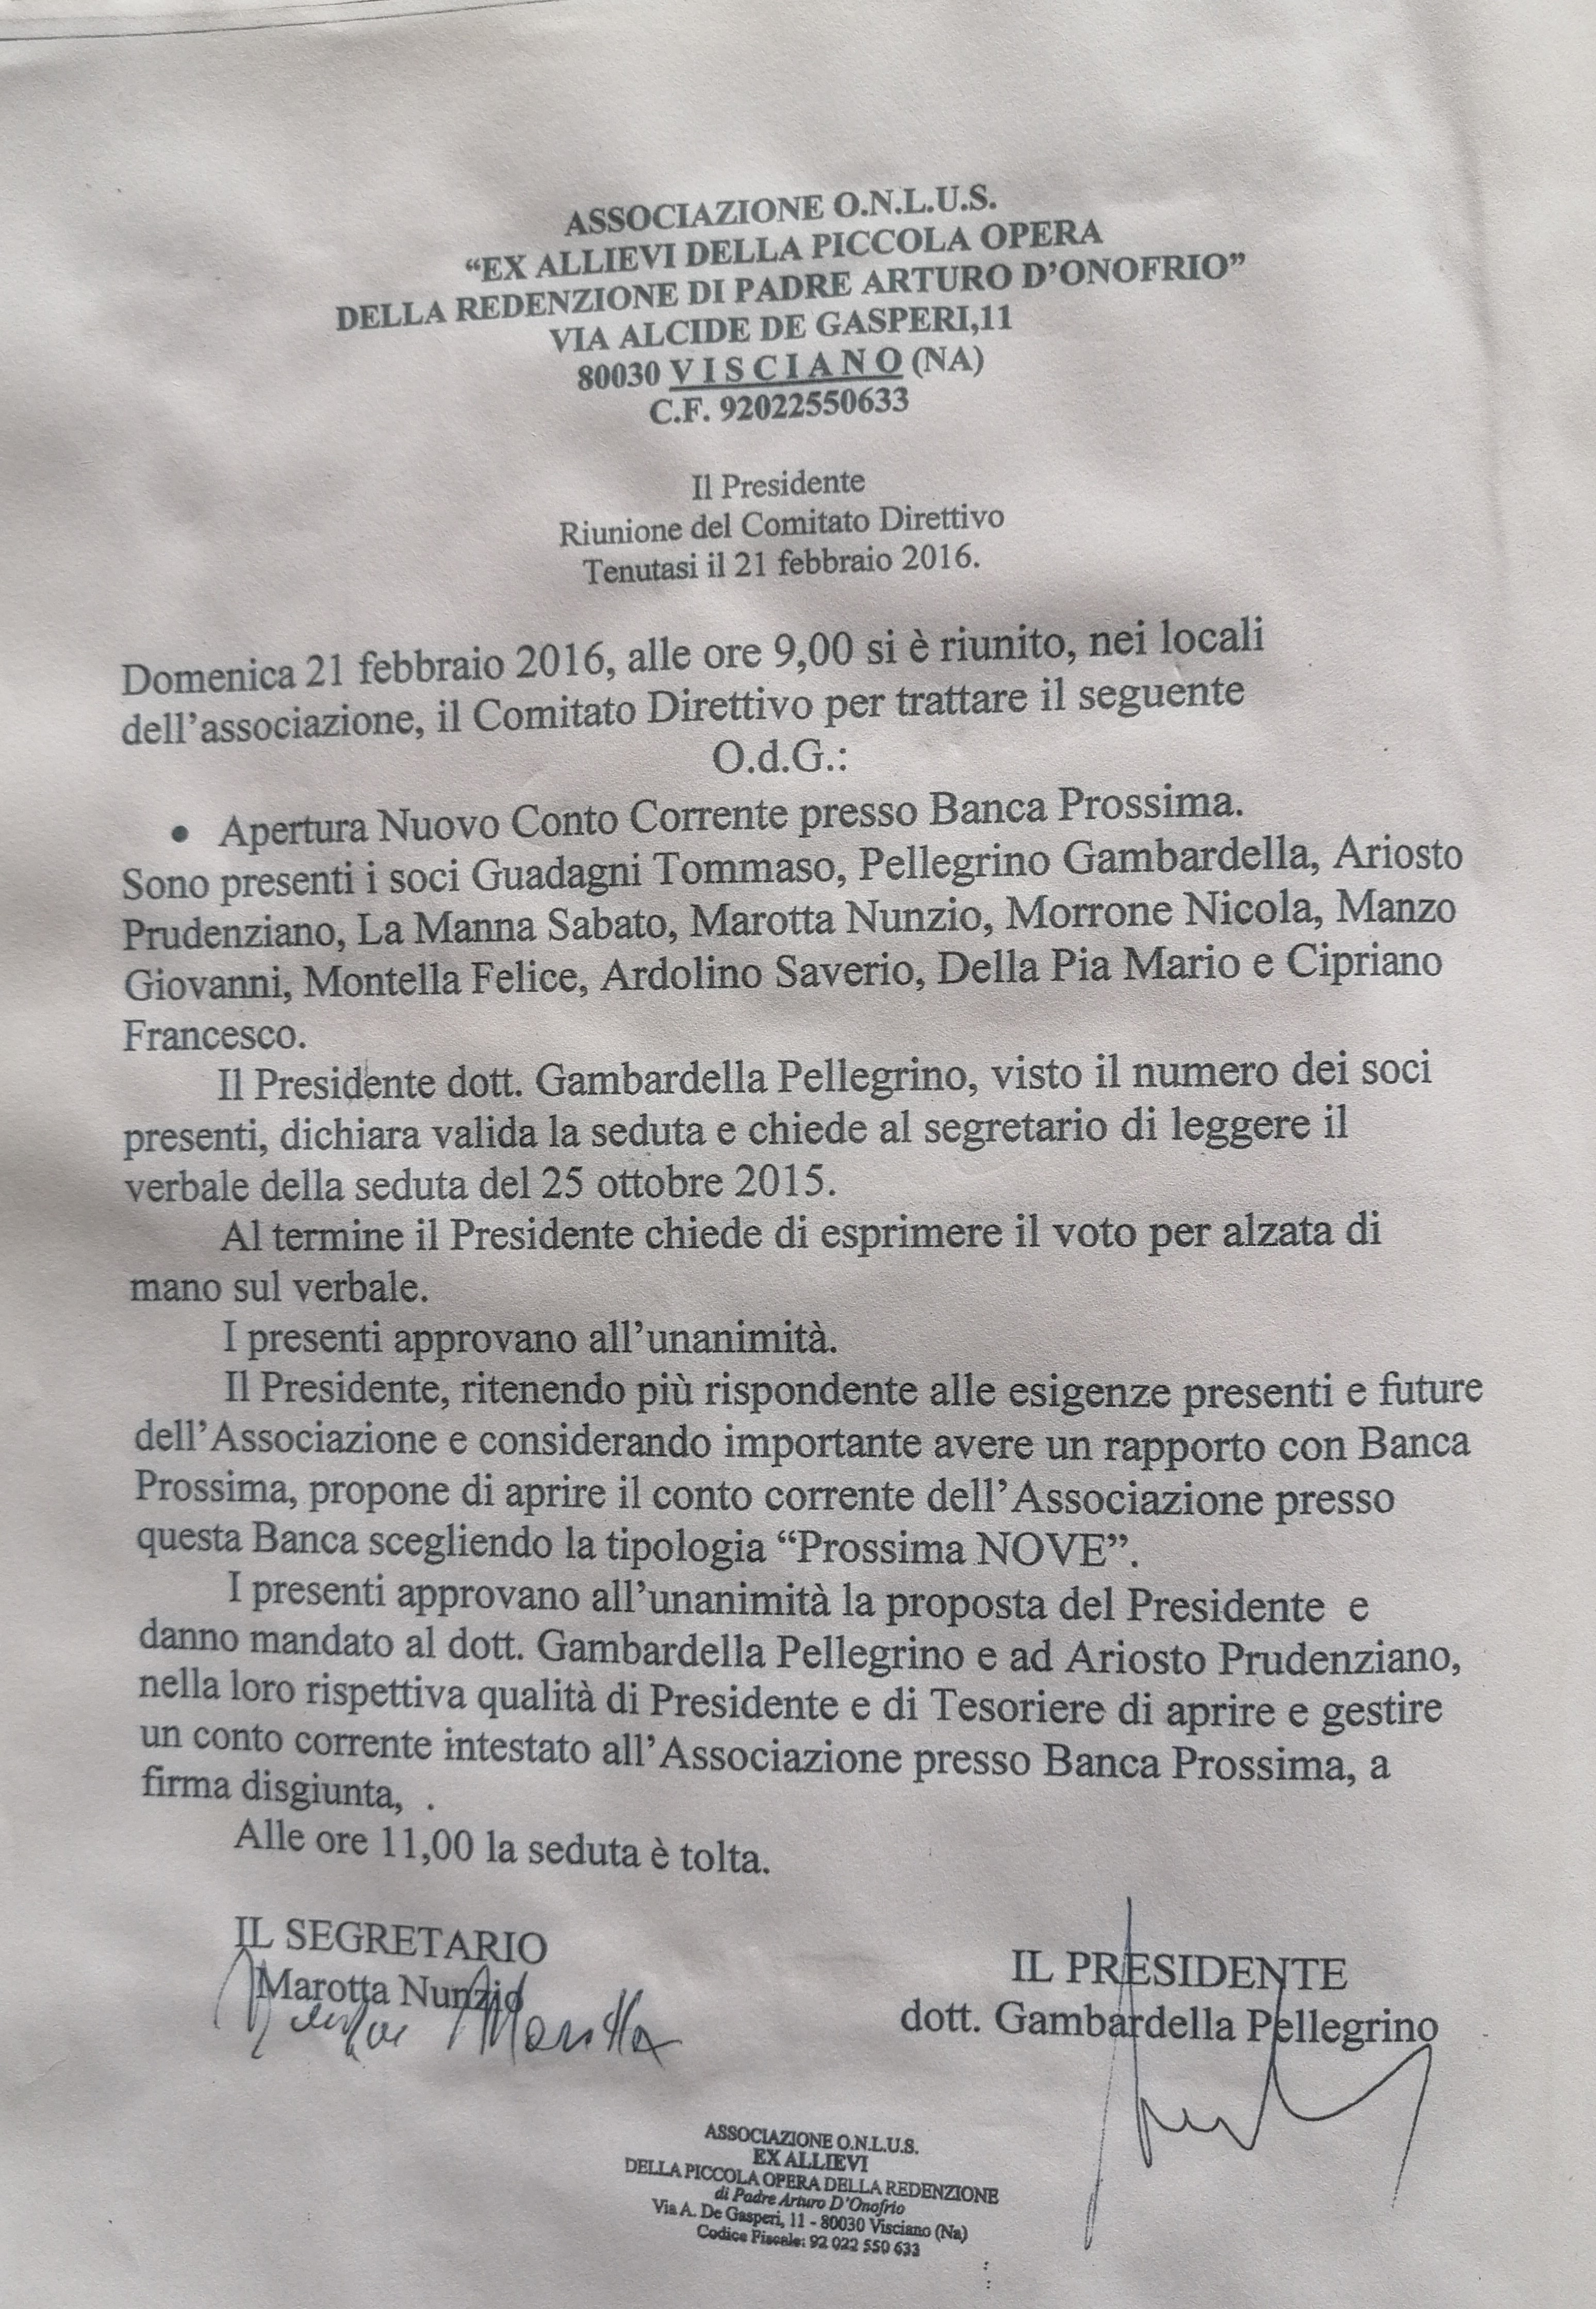 ASSOCIAZIONE O.N.L.U.S.
“EX ALLIEVI DELLA PICCOLA OPERA
DELLA REDENZIONE DI PADRE ARTURO D’ONOFRIO”
VIA ALCIDE DE GASPERI,11
80030 V I S C I A N O (NA)
C.F. 92022550633
Il Presidente
Riunione del Comitato Direttivo
Tenutasi il 21 febbraio 2016.
Domenica 21 febbraio 2016, alle ore 9,00 si è riunito, nei locali
dell’associazione, il Comitato Direttivo per trattare il seguente
O.d.G.:
• Apertura Nuovo Conto Corrente presso Banca Prossima.
Sono presenti i soci Guadagni Tommaso, Pellegrino Gambardella, Ariosto
Prudenziano, La Manna Sabato, Marotta Nunzio, Morrone Nicola, Manzo
Giovanni, Montella Felice, Ardolino Saverio, Della Pia Mario e Cipriano
Francesco.
Il Presidente dott. Gambardella Pellegrino, visto il numero dei soci
presenti, dichiara valida la seduta e chiede al segretario di leggere il
verbale della seduta del 25 ottobre 2015.
Al termine il Presidente chiede di esprimere il voto per alzata di
mano sul verbale.
I presenti approvano all’unanimità.
Il Presidente, ritenendo più rispondente alle esigenze presenti e future
dell’Associazione e considerando importante avere un rapporto con Banca
Prossima, propone di aprire il conto corrente dell’Associazione presso
questa Banca scegliendo la tipologia “Prossima NOVE”.
I presenti approvano all’unanimità la proposta del Presidente e
danno mandato al dott. Gambardella Pellegrino e ad Ariosto Prudenziano,
nella loro rispettiva qualità di Presidente e di Tesoriere di aprire e gestire
un conto corrente intestato all’Associazione presso Banca Prossima, a
firma disgiunta, .
Alle ore 11,00 la seduta è tolta.
IL SEGRETARIO
Marotta Nunzio
Marotta
IL PRESIDENTE
dott. Gambardella Pellegrino
ASSOCIAZIONE O.N.L.U.S.
EX ALLIEVI
DELLA PICCOLA OPERA DELLA REDENZIONE
di Padre Arturo D'Onofrio
Via A. De Gasperi, 11 - 80030 Visciano (Na)
Codice Fiscale: 92 022 550 633